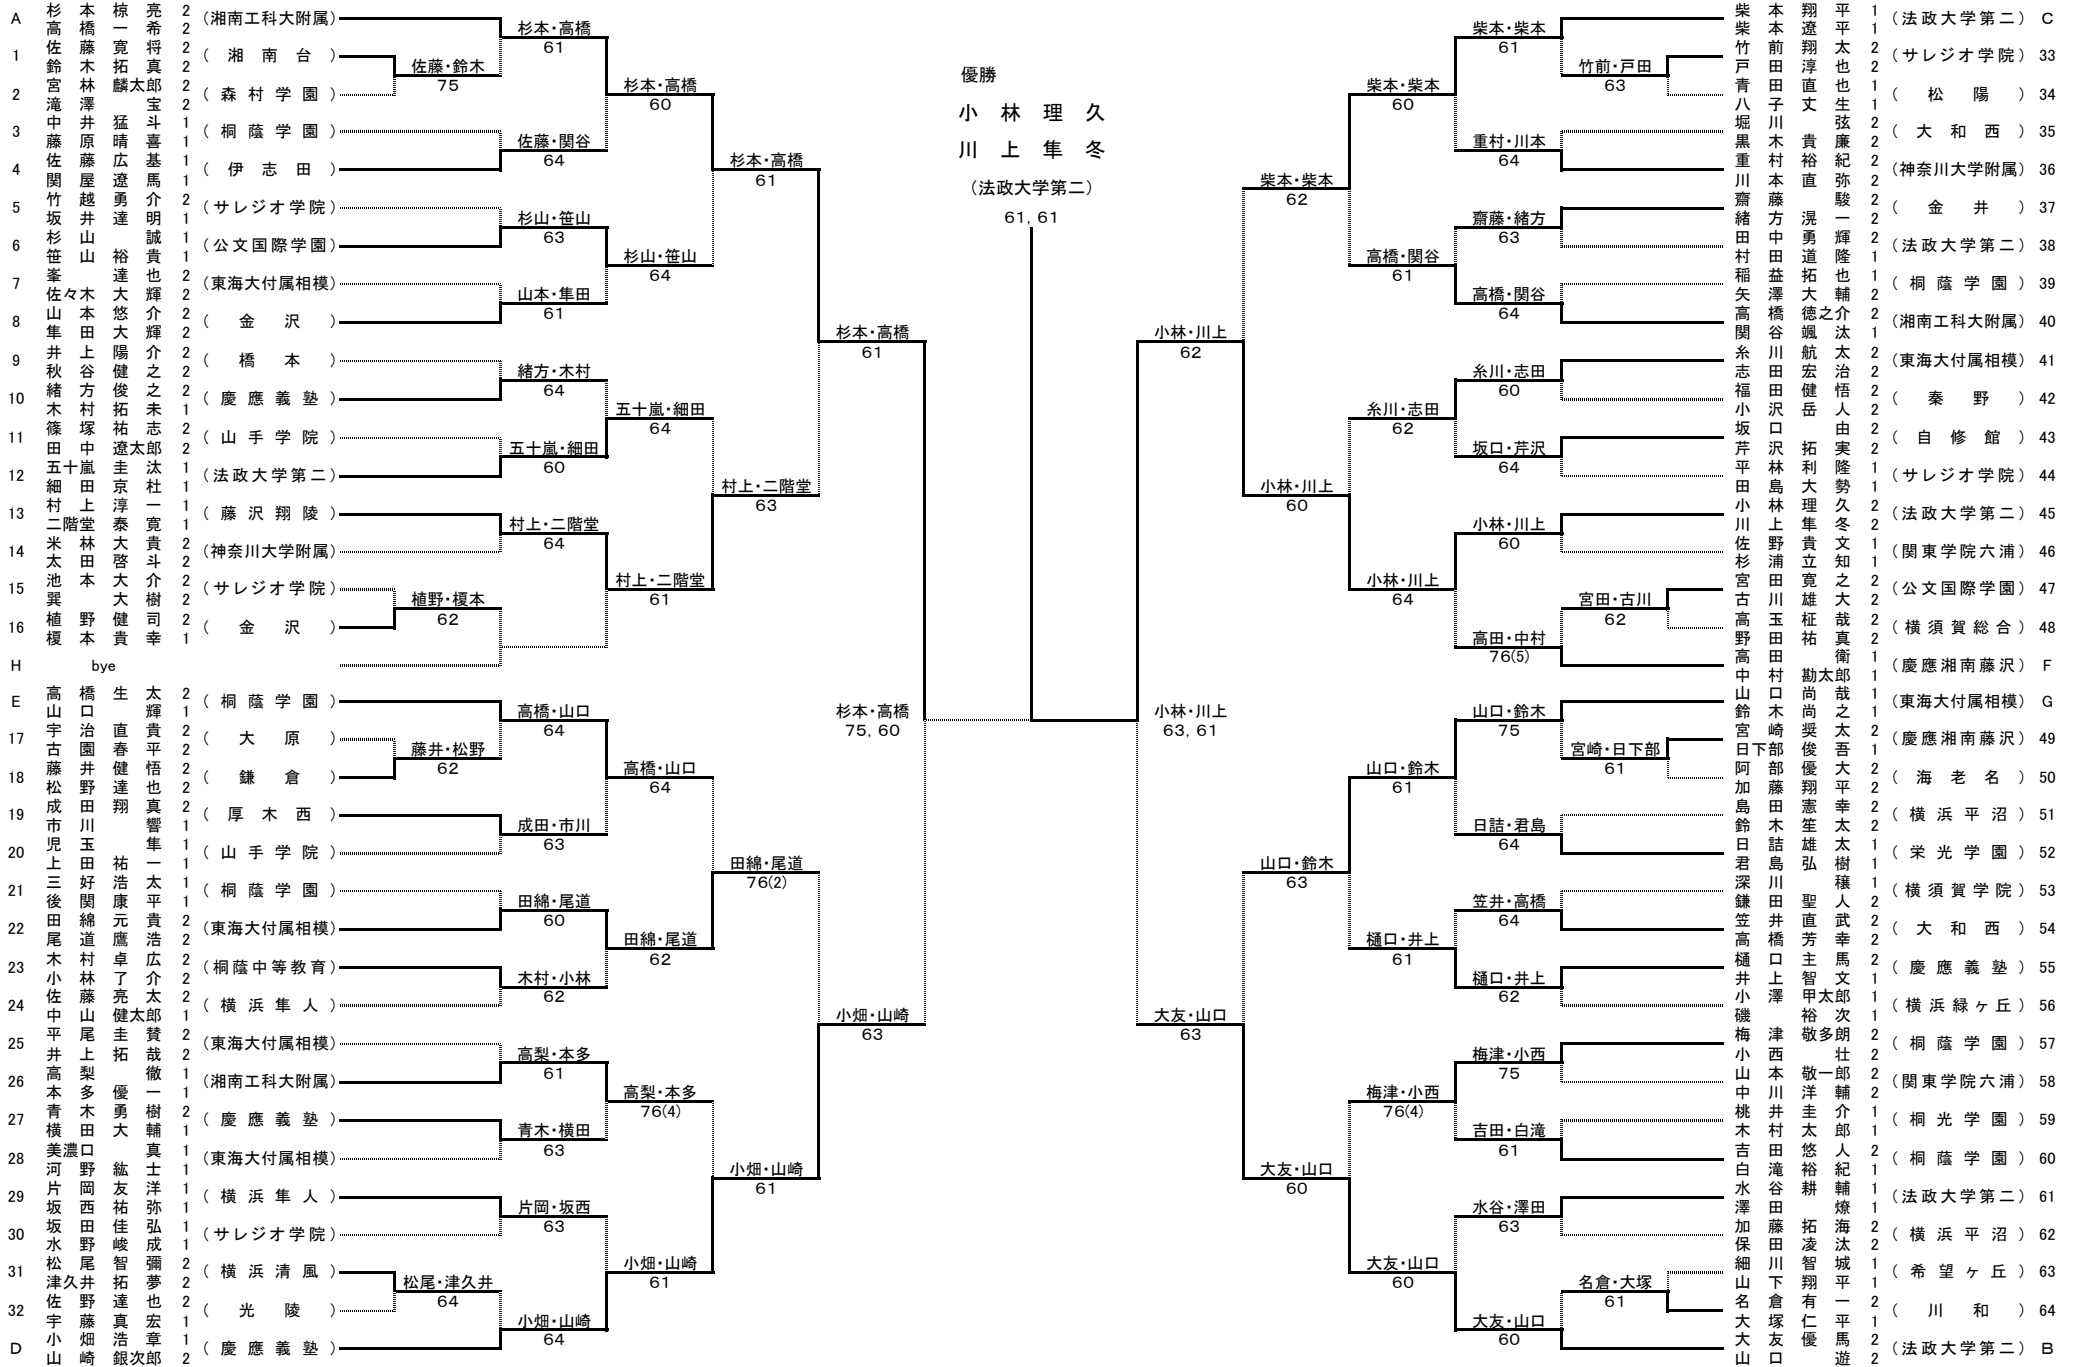 A 杉本椋亮 2 高橋一希 2 (湘南工科大附属)
1 佐藤寛将 2 鈴木拓真 2 (湘南台)
2 宮林麟太郎 2 滝澤宝 2 (森村学園)
3 中井猛斗 1 藤原晴喜 1 (桐蔭学園)
4 佐藤広基 1 関屋遼馬 1 (伊志田)
5 竹越勇介 2 坂井達明 1 (サレジオ学院)
6 杉山誠 1 笹山裕貴 1 (公文国際学園)
7 峯達也 2 佐々木大輝 2 (東海大付属相模)
8 山本悠介 2 隼田大輝 2 (金沢)
9 井上陽介 2 秋谷健之 2 (橋本)
10 緒方俊之 2 木村拓未 1 (慶應義塾)
11 篠塚祐志 2 田中遼太郎 2 (山手学院)
12 五十嵐圭汰 1 細田京杜 1 (法政大学第二)
13 村上淳一 1 二階堂泰寛 1 (藤沢翔陵)
14 米林大貴 2 太田啓斗 2 (神奈川大学附属)
15 池本大介 2 巽大樹 2 (サレジオ学院)
16 植野健司 2 榎本貴幸 1 (金沢)
H bye
E 高橋生太 2 山口輝 1 (桐蔭学園)
17 宇治直貴 2 古園春平 2 (大原)
18 藤井健悟 2 松野達也 2 (鎌倉)
19 成田翔真 2 市川響 1 (厚木西)
20 児玉隼 1 上田祐一 1 (山手学院)
21 三好浩太 1 後関康平 1 (桐蔭学園)
22 田綿元貴 2 尾道鷹浩 2 (東海大付属相模)
23 木村卓広 2 小林了介 2 (桐蔭中等教育)
24 佐藤亮太 2 中山健太郎 1 (横浜隼人)
25 平尾圭賛 2 井上拓哉 2 (東海大付属相模)
26 高梨徹 1 本多優一 1 (湘南工科大附属)
27 青木勇樹 2 横田大輔 1 (慶應義塾)
28 美濃口真 1 河野紘士 1 (東海大付属相模)
29 片岡友洋 1 坂西祐弥 1 (横浜隼人)
30 坂田佳弘 1 水野峻成 1 (サレジオ学院)
31 松尾智彌 2 津久井拓夢 2 (横浜清風)
32 佐野達也 2 宇藤真宏 1 (光陵)
D 小畑浩章 1 山崎銀次郎 2 (慶應義塾)
佐藤・鈴木 75
植野・榎本 62
藤井・松野 62
松尾・津久井 64
杉本・高橋 61
佐藤・関谷 64
杉山・笹山 63
山本・隼田 61
緒方・木村 64
五十嵐・細田 60
村上・二階堂 64
高橋・山口 64
成田・市川 63
田綿・尾道 60
木村・小林 62
高梨・本多 61
青木・横田 63
片岡・坂西 63
小畑・山崎 64
杉本・高橋 60
杉山・笹山 64
五十嵐・細田 64
村上・二階堂 61
高橋・山口 64
田綿・尾道 62
高梨・本多 76(4)
小畑・山崎 61
杉本・高橋 61
村上・二階堂 63
田綿・尾道 76(2)
小畑・山崎 61
杉本・高橋 61
小畑・山崎 63
杉本・高橋 75, 60
優勝
小林理久
川上隼冬
(法政大学第二)
61, 61
小林・川上 63, 61
小林・川上 62
大友・山口 63
柴本・柴本 62
小林・川上 60
山口・鈴木 63
大友・山口 60
柴本・柴本 60
高橋・関谷 61
糸川・志田 62
小林・川上 64
山口・鈴木 61
樋口・井上 61
梅津・小西 76(4)
大友・山口 60
柴本・柴本 61
重村・川本 64
齋藤・緒方 63
高橋・関谷 64
糸川・志田 60
坂口・芹沢 64
小林・川上 60
高田・中村 76(5)
山口・鈴木 75
日詰・君島 64
笠井・高橋 64
樋口・井上 62
梅津・小西 75
吉田・白滝 61
水谷・澤田 63
大友・山口 60
竹前・戸田 63
宮田・古川 62
宮崎・日下部 61
名倉・大塚 61
柴本翔平 1 柴本遼平 1 (法政大学第二) C
竹前翔太 2 戸田淳也 2 (サレジオ学院) 33
青田直也 1 八子丈生 1 (松陽) 34
堀川弦 2 黒木貴廉 2 (大和西) 35
重村裕紀 2 川本直弥 2 (神奈川大学附属) 36
齋藤駿 2 緒方滉一 2 (金井) 37
田中勇輝 2 村田道隆 1 (法政大学第二) 38
稲益拓也 1 矢澤大輔 2 (桐蔭学園) 39
高橋徳之介 2 関谷颯汰 1 (湘南工科大附属) 40
糸川航太 2 志田宏治 2 (東海大付属相模) 41
福田健悟 2 小沢岳人 2 (秦野) 42
坂口由 2 芹沢拓実 2 (自修館) 43
平林利隆 1 田島大勢 1 (サレジオ学院) 44
小林理久 2 川上隼冬 2 (法政大学第二) 45
佐野貴文 1 杉浦立知 1 (関東学院六浦) 46
宮田寛之 2 古川雄大 2 (公文国際学園) 47
高玉柾哉 2 野田祐真 2 (横須賀総合) 48
高田衛 1 中村勘太郎 1 (慶應湘南藤沢) F
山口尚哉 1 鈴木尚之 1 (東海大付属相模) G
宮崎奨太 2 日下部俊吾 1 (慶應湘南藤沢) 49
阿部優大 2 加藤翔平 2 (海老名) 50
島田憲幸 2 鈴木笙太 2 (横浜平沼) 51
日詰雄太 1 君島弘樹 1 (栄光学園) 52
深川穣 1 鎌田聖人 2 (横須賀学院) 53
笠井直武 2 高橋芳幸 2 (大和西) 54
樋口主馬 2 井上智文 1 (慶應義塾) 55
小澤甲太郎 1 磯裕次 1 (横浜緑ヶ丘) 56
梅津敬多朗 2 小西壮 2 (桐蔭学園) 57
山本敬一郎 2 中川洋輔 2 (関東学院六浦) 58
桃井圭介 1 木村太郎 1 (桐光学園) 59
吉田悠人 2 白滝裕紀 1 (桐蔭学園) 60
水谷耕輔 1 澤田燎 1 (法政大学第二) 61
加藤拓海 2 保田凌汰 2 (横浜平沼) 62
細川智城 1 山下翔平 1 (希望ヶ丘) 63
名倉有一 2 大塚仁平 1 (川和) 64
大友優馬 2 山口遊 2 (法政大学第二) B